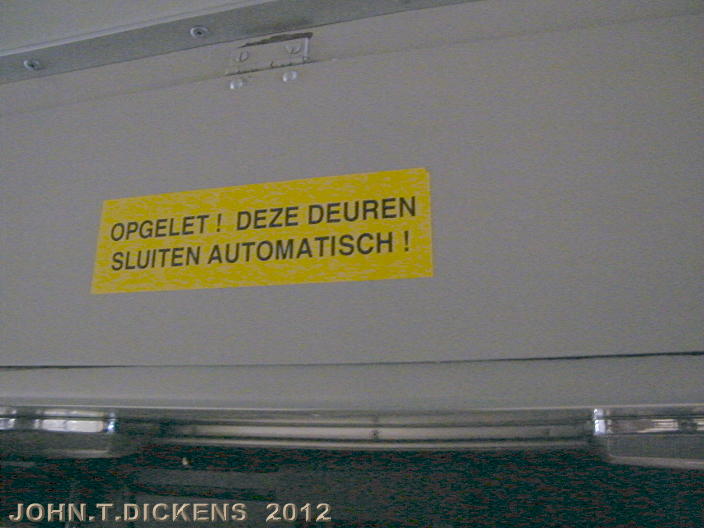 OPGELET ! DEZE DEUREN
SLUITEN AUTOMATISCH !
JOHN.T.DICKENS 2012